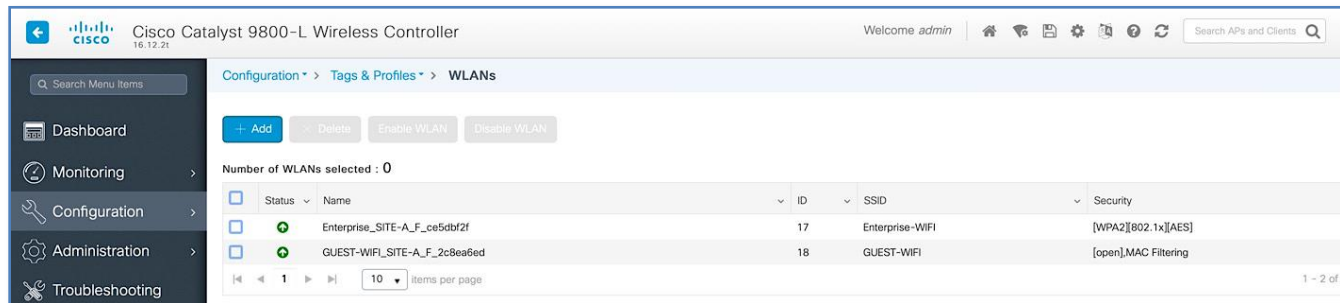 CISCO
Cisco Catalyst 9800-L Wireless Controller
16.12.2t
Welcome admin
Search APs and Clients
Search Menu Items
Dashboard
Monitoring
Configuration
Administration
Troubleshooting
Configuration > Tags & Profiles > WLANs
+ Add
× Delete
Enable WLAN
Disable WLAN
Number of WLANs selected : 0
Status Name ID SSID Security
Enterprise_SITE-A_F_ce5dbf2f 17 Enterprise-WIFI [WPA2][802.1x][AES]
GUEST-WIFI_SITE-A_F_2c8ea6ed 18 GUEST-WIFI [open],MAC Filtering
1 10 items per page 1 - 2 of